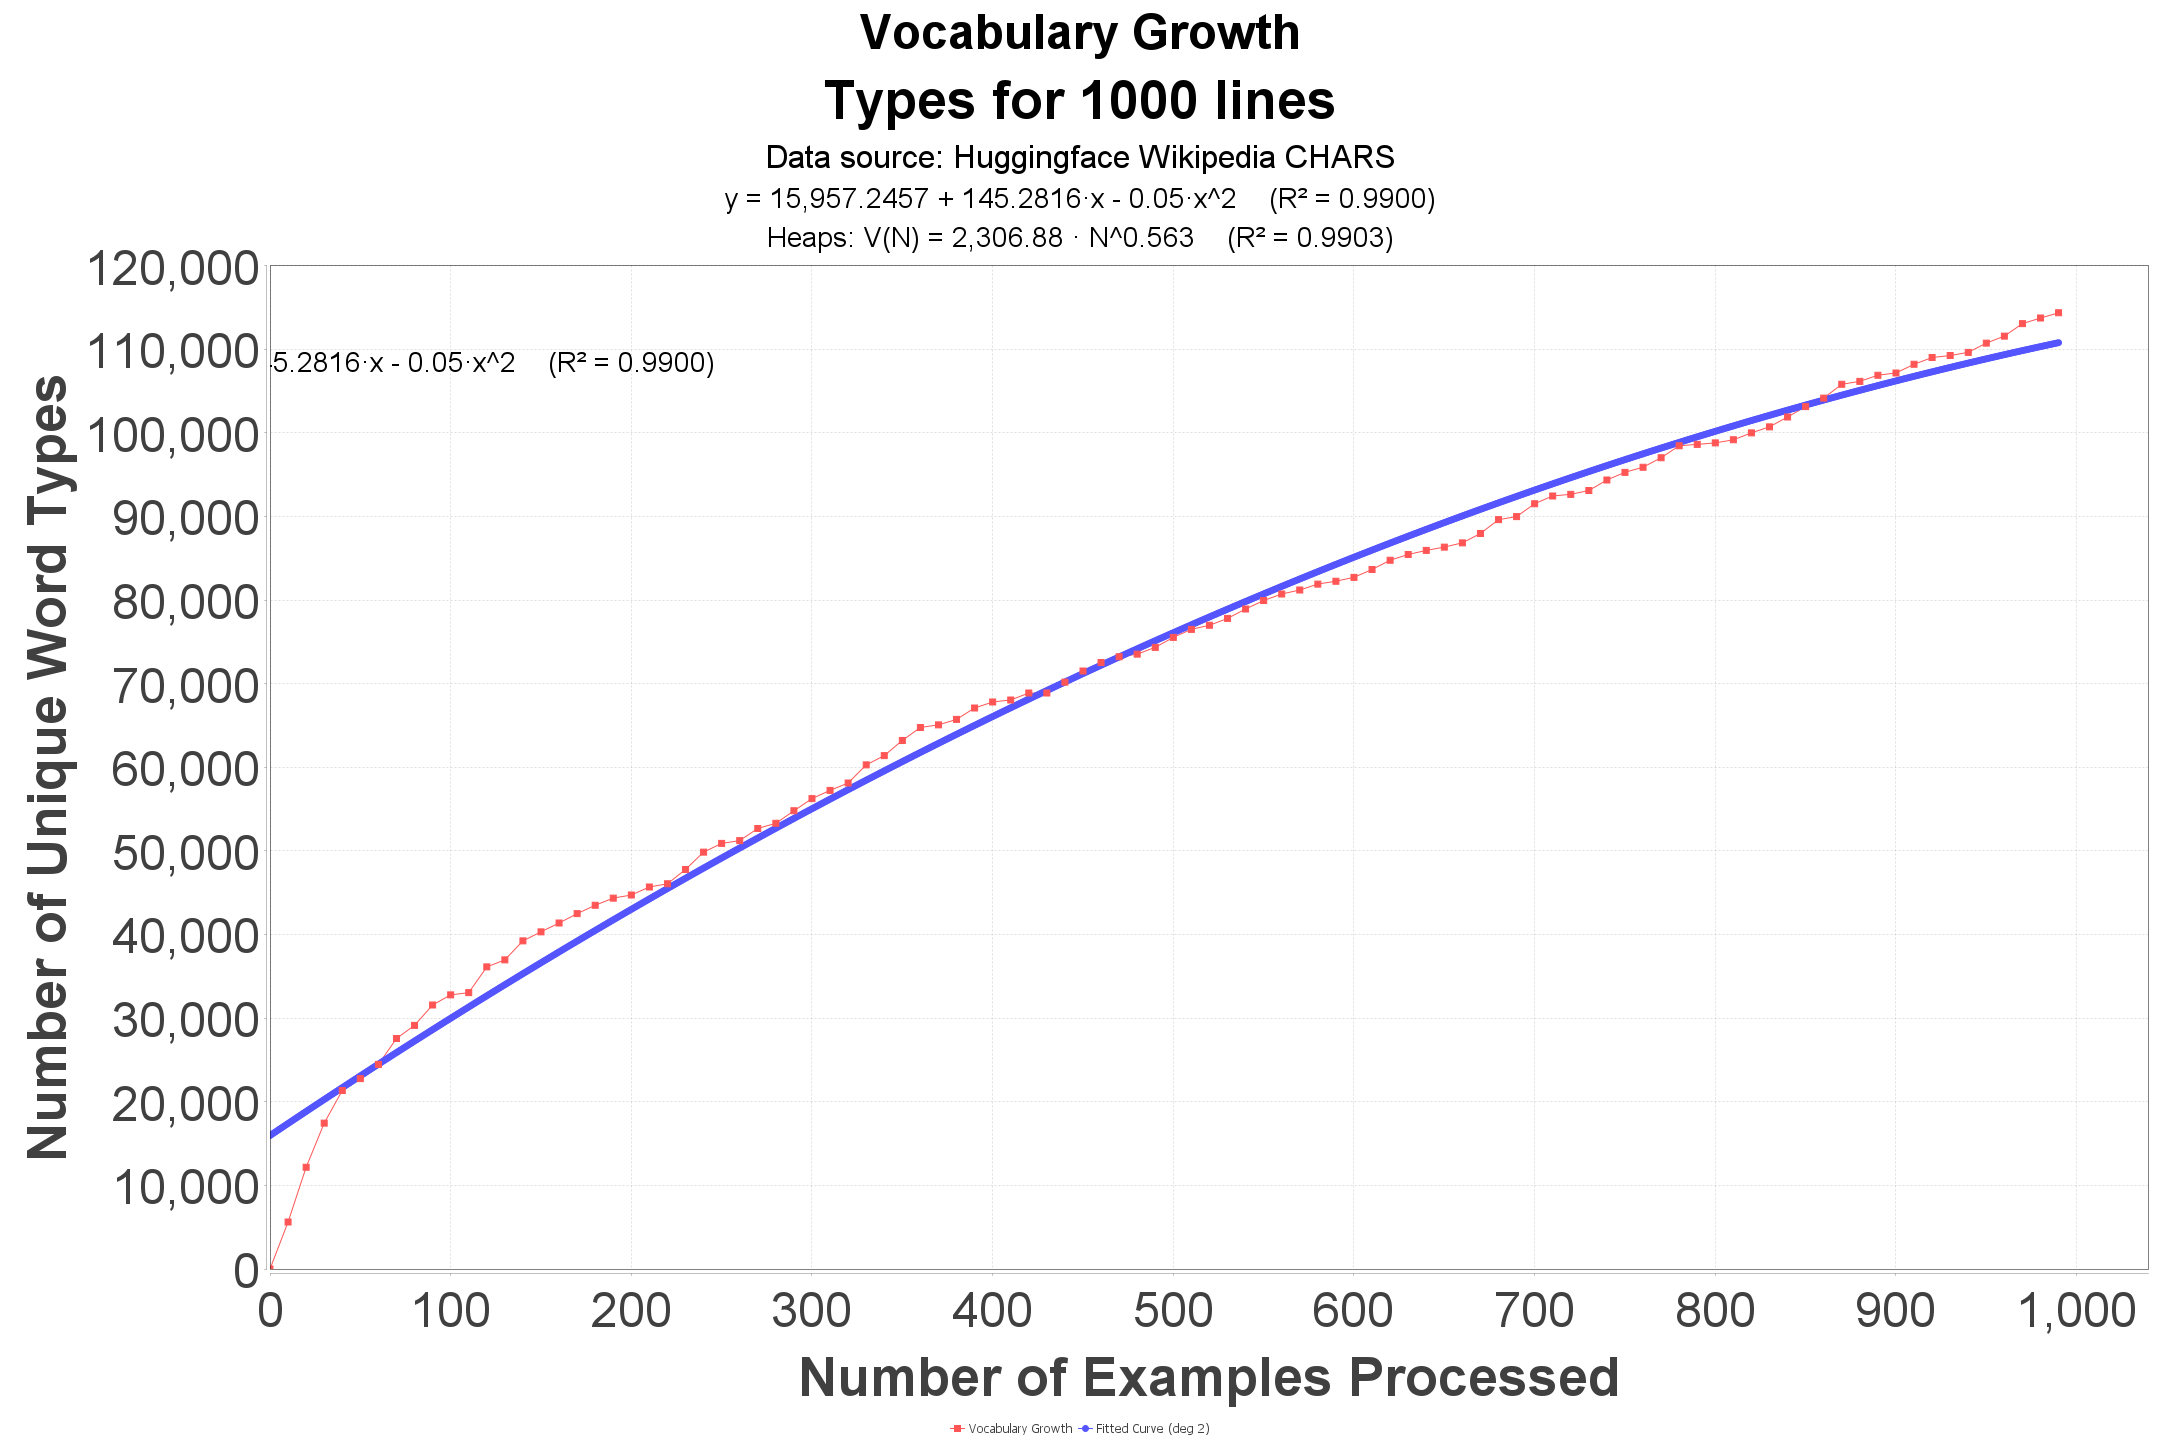 Vocabulary Growth
Types for 1000 lines
Data source: Huggingface Wikipedia CHARS
y = 15,957.2457 + 145.2816·x - 0.05·x^2    (R² = 0.9900)
Heaps: V(N) = 2,306.88 · N^0.563    (R² = 0.9903)
120,000
110,000
5.2816·x - 0.05·x^2    (R² = 0.9900)
100,000
90,000
80,000
70,000
60,000
50,000
40,000
30,000
20,000
10,000
0
Number of Unique Word Types
0 100 200 300 400 500 600 700 800 900 1,000
Number of Examples Processed
Vocabulary Growth Fitted Curve (deg 2)